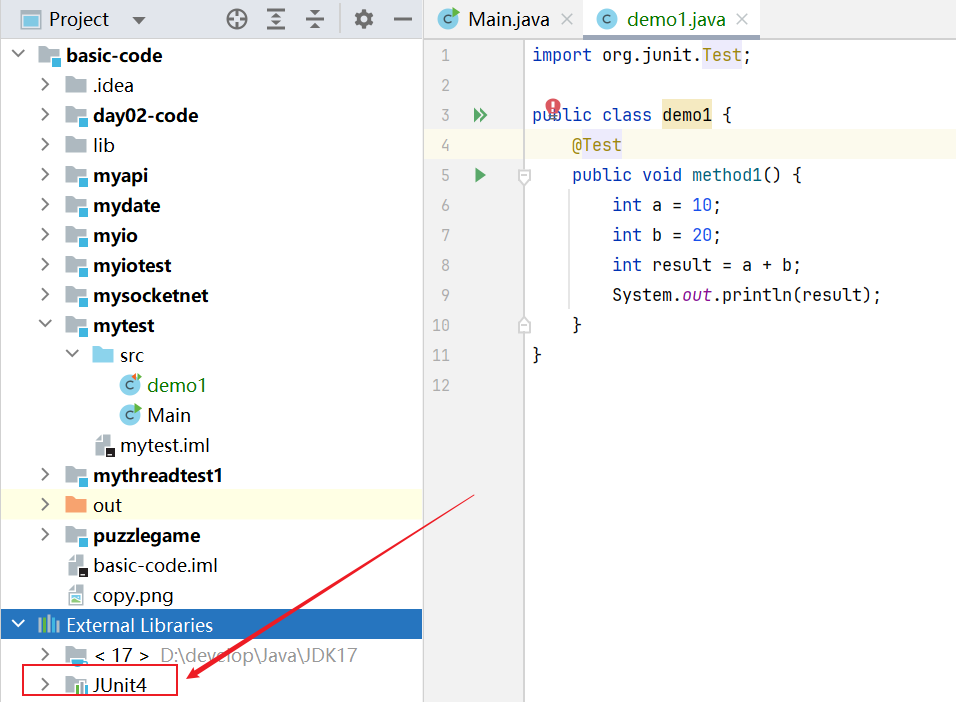 Project
basic-code
.idea
day02-code
lib
myapi
mydate
myio
myiotest
mysocketnet
mytest
src
demo1
Main
mytest.iml
mythreadtest1
out
puzzlegame
basic-code.iml
copy.png
External Libraries
< 17 > D:\develop\Java\JDK17
JUnit4
Main.java
demo1.java
1 import org.junit.Test;
2
3 public class demo1 {
4 @Test
5 public void method1() {
6 int a = 10;
7 int b = 20;
8 int result = a + b;
9 System.out.println(result);
10 }
11 }
12